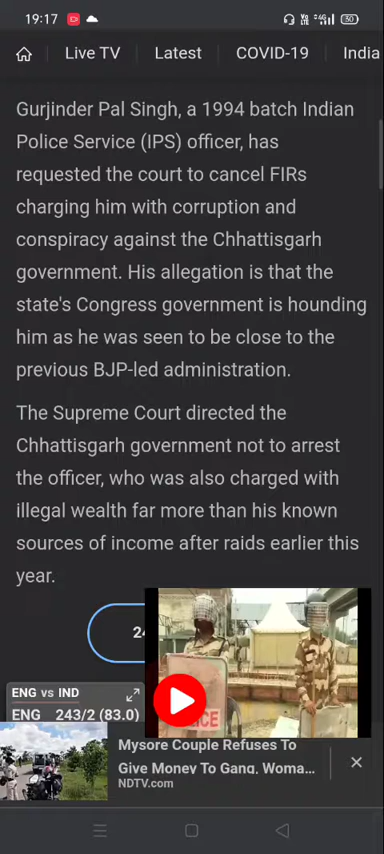 19:17
50
Live TV
Latest
COVID-19
India
Gurjinder Pal Singh, a 1994 batch Indian
Police Service (IPS) officer, has
requested the court to cancel FIRs
charging him with corruption and
conspiracy against the Chhattisgarh
government. His allegation is that the
state's Congress government is hounding
him as he was seen to be close to the
previous BJP-led administration.
The Supreme Court directed the
Chhattisgarh government not to arrest
the officer, who was also charged with
illegal wealth far more than his known
sources of income after raids earlier this
year.
ENG vs IND
ENG 243/2 (83.0)
Mysore Couple Refuses To
Give Money To Gang, Woma...
NDTV.com